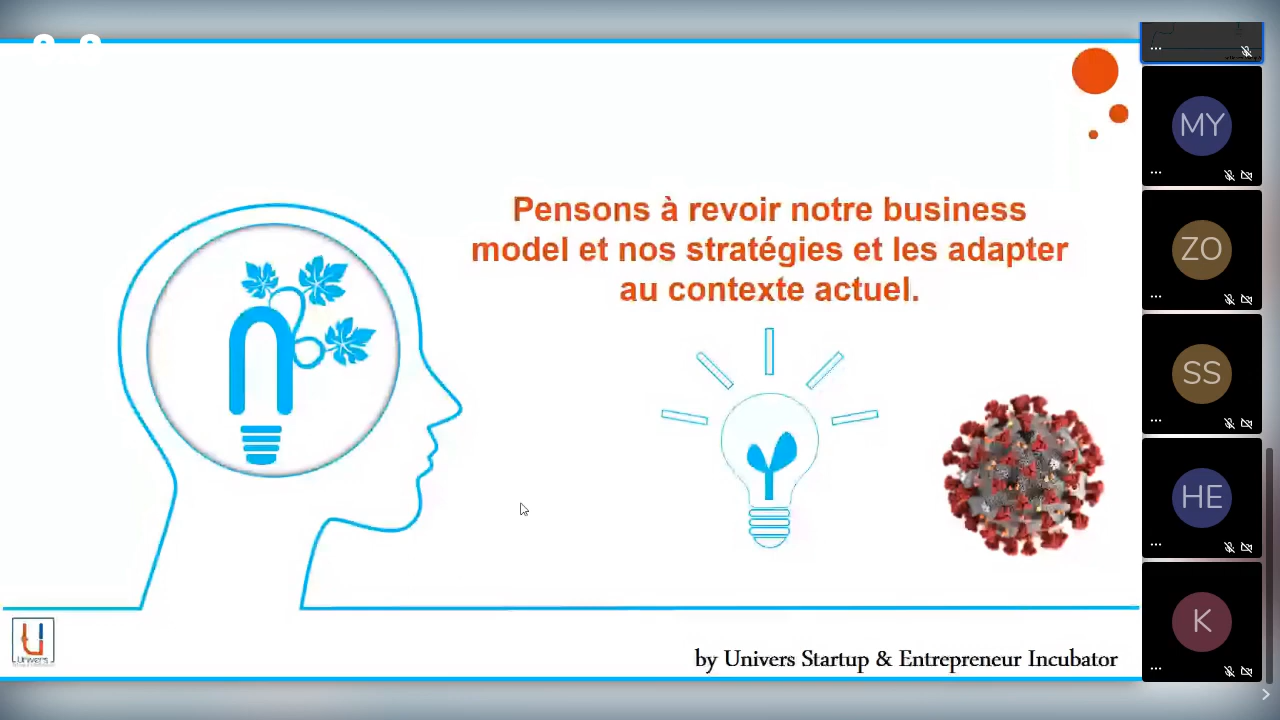 Pensons à revoir notre business
model et nos stratégies et les adapter
au contexte actuel.
by Univers Startup & Entrepreneur Incubator
Univers
MY
ZO
SS
HE
K